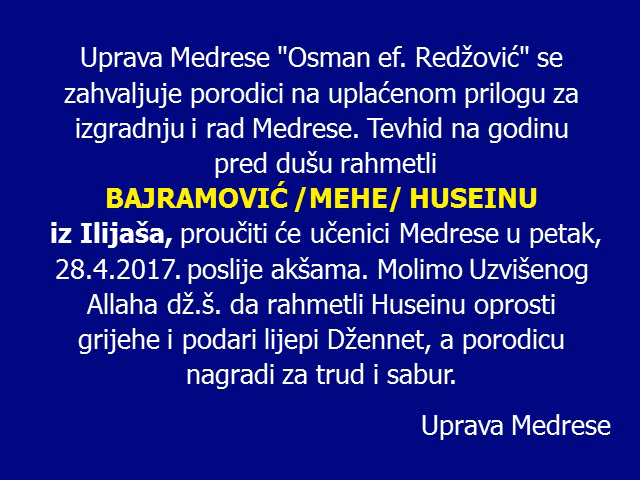 Uprava Medrese "Osman ef. Redžović" se
zahvaljuje porodici na uplaćenom prilogu za
izgradnju i rad Medrese. Tevhid na godinu
pred dušu rahmetli
BAJRAMOVIĆ /MEHE/ HUSEINU
iz Ilijaša, proučiti će učenici Medrese u petak,
28.4.2017. poslije akšama. Molimo Uzvišenog
Allaha dž.š. da rahmetli Huseinu oprosti
grijehe i podari lijepi Džennet, a porodicu
nagradi za trud i sabur.
Uprava Medrese